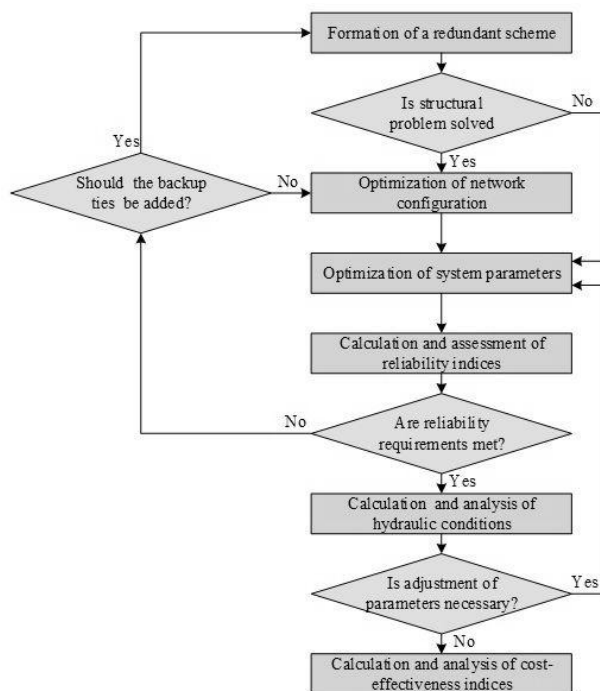 Formation of a redundant scheme
Is structural
problem solved
No
Yes
Yes
Should the backup
ties be added?
No
Optimization of network
configuration
Optimization of system parameters
Calculation and assessment of
reliability indices
No
Are reliability
requirements met?
Yes
Calculation and analysis of
hydraulic conditions
Is adjustment of
parameters necessary?
Yes
No
Calculation and analysis of cost-
effectiveness indices